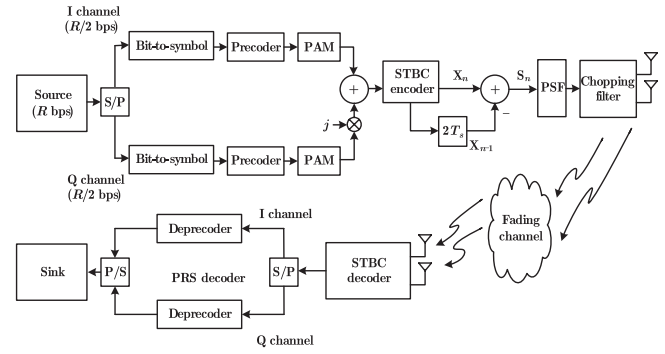 I channel
(R/2 bps)
Bit-to-symbol
Precoder
PAM
Source
(R bps)
S/P
+
STBC
encoder
Xn
+
Sn
PSF
Chopping
filter
−
j
2Ts
Xn-1
Bit-to-symbol
Precoder
PAM
Q channel
(R/2 bps)
I channel
Deprecoder
Fading
channel
Sink
P/S
PRS decoder
S/P
STBC
decoder
Deprecoder
Q channel